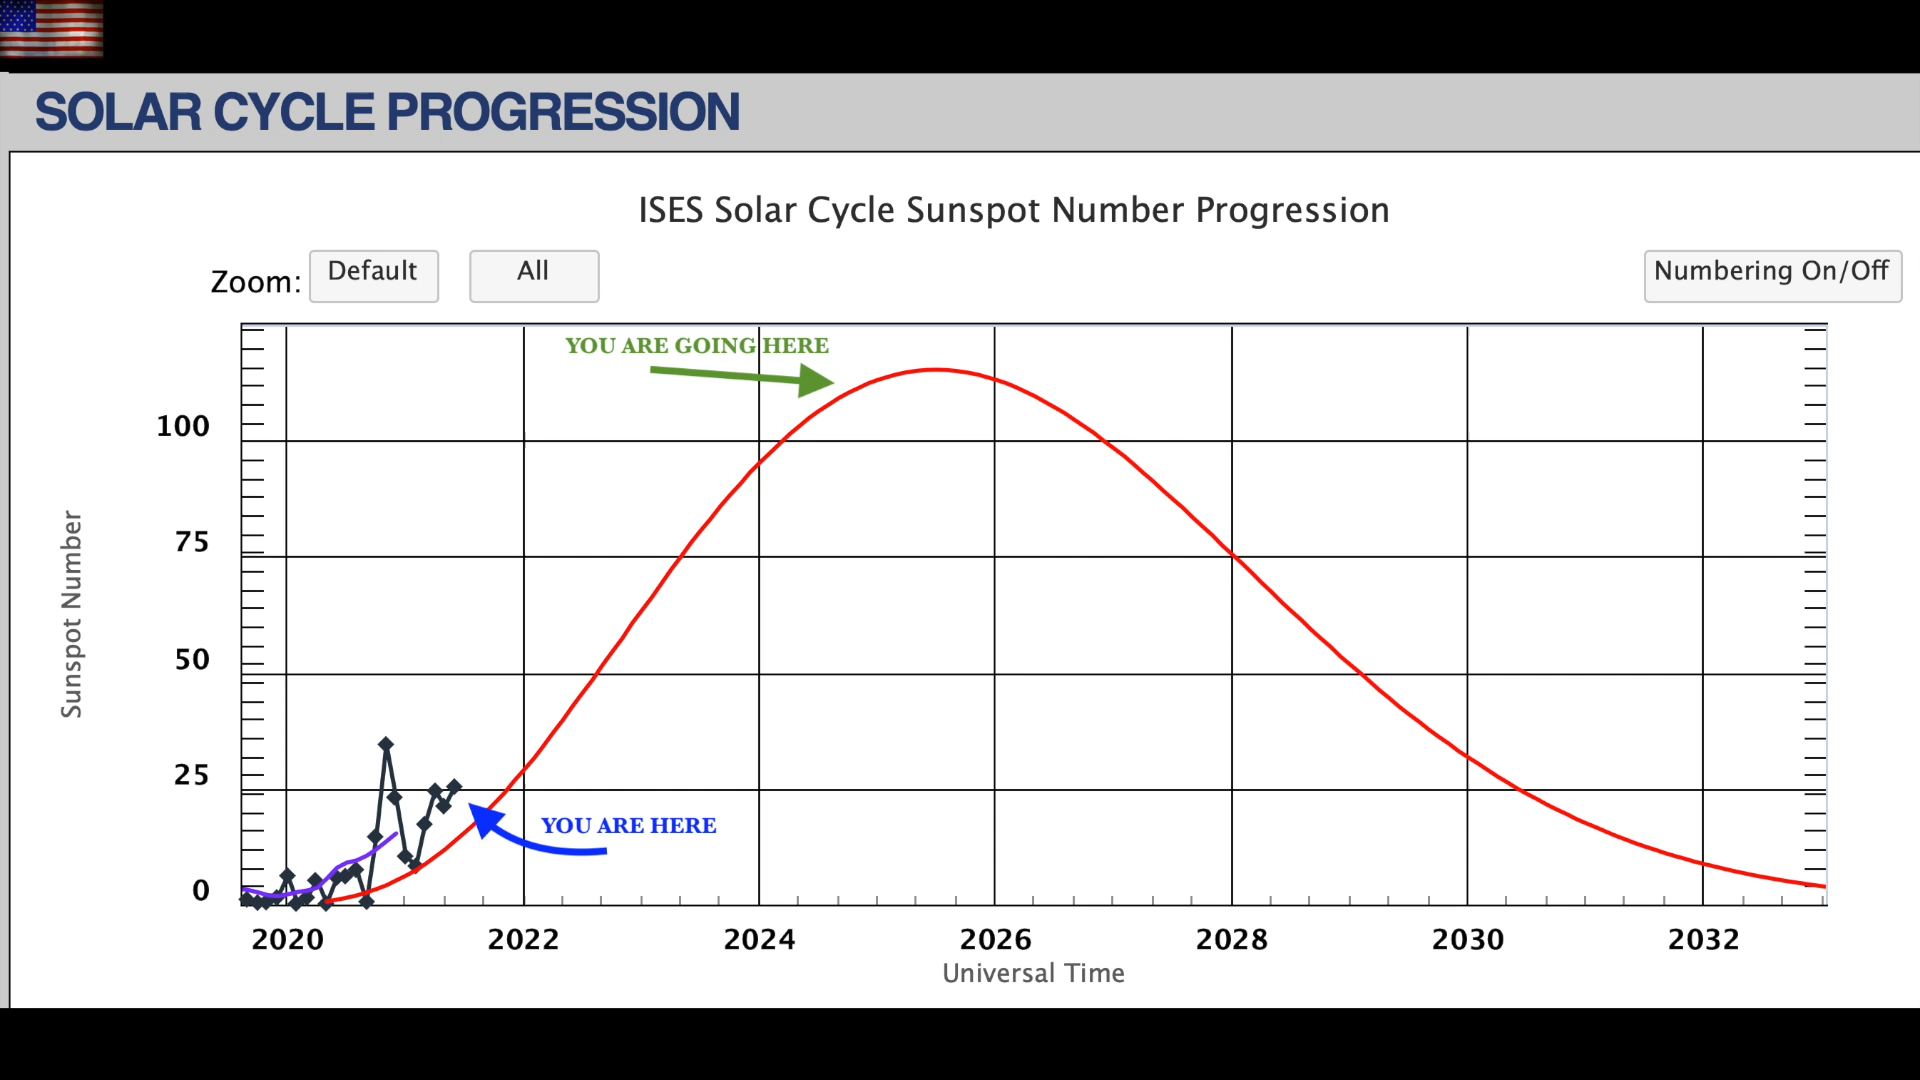 SOLAR CYCLE PROGRESSION
ISES Solar Cycle Sunspot Number Progression
Zoom: Default All Numbering On/Off
YOU ARE GOING HERE
100
75
50
25
0
Sunspot Number
YOU ARE HERE
2020 2022 2024 2026 2028 2030 2032
Universal Time